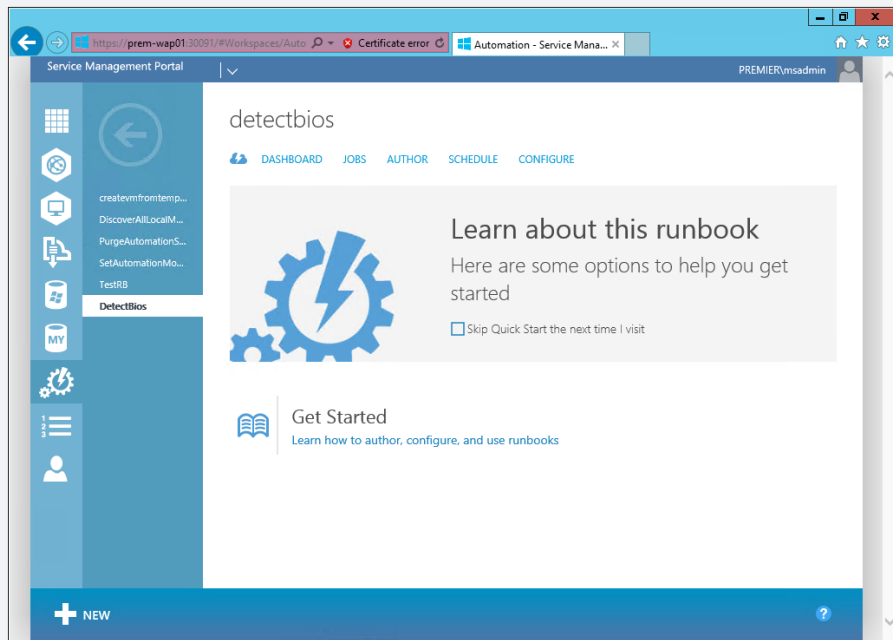 https://prem-wap01:30091/#Workspaces/Auto
Certificate error
Automation - Service Mana...
Service Management Portal
PREMIER\msadmin
createvmfromtemp...
DiscoverAllLocalM...
PurgeAutomationS...
SetAutomationMo...
TestRB
DetectBios
MY
1
2
3
detectbios
DASHBOARD JOBS AUTHOR SCHEDULE CONFIGURE
Learn about this runbook
Here are some options to help you get
started
Skip Quick Start the next time I visit
Get Started
Learn how to author, configure, and use runbooks
NEW
?